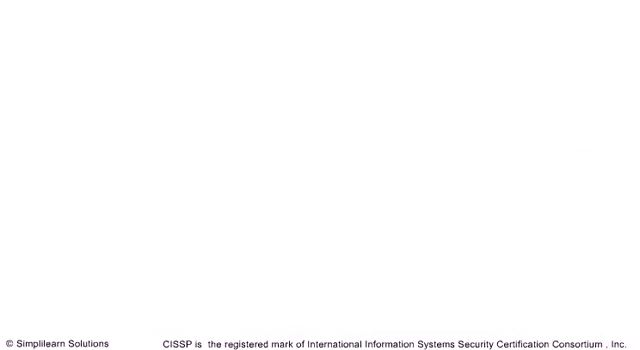 © Simplilearn Solutions CISSP is the registered mark of International Information Systems Security Certification Consortium , Inc.